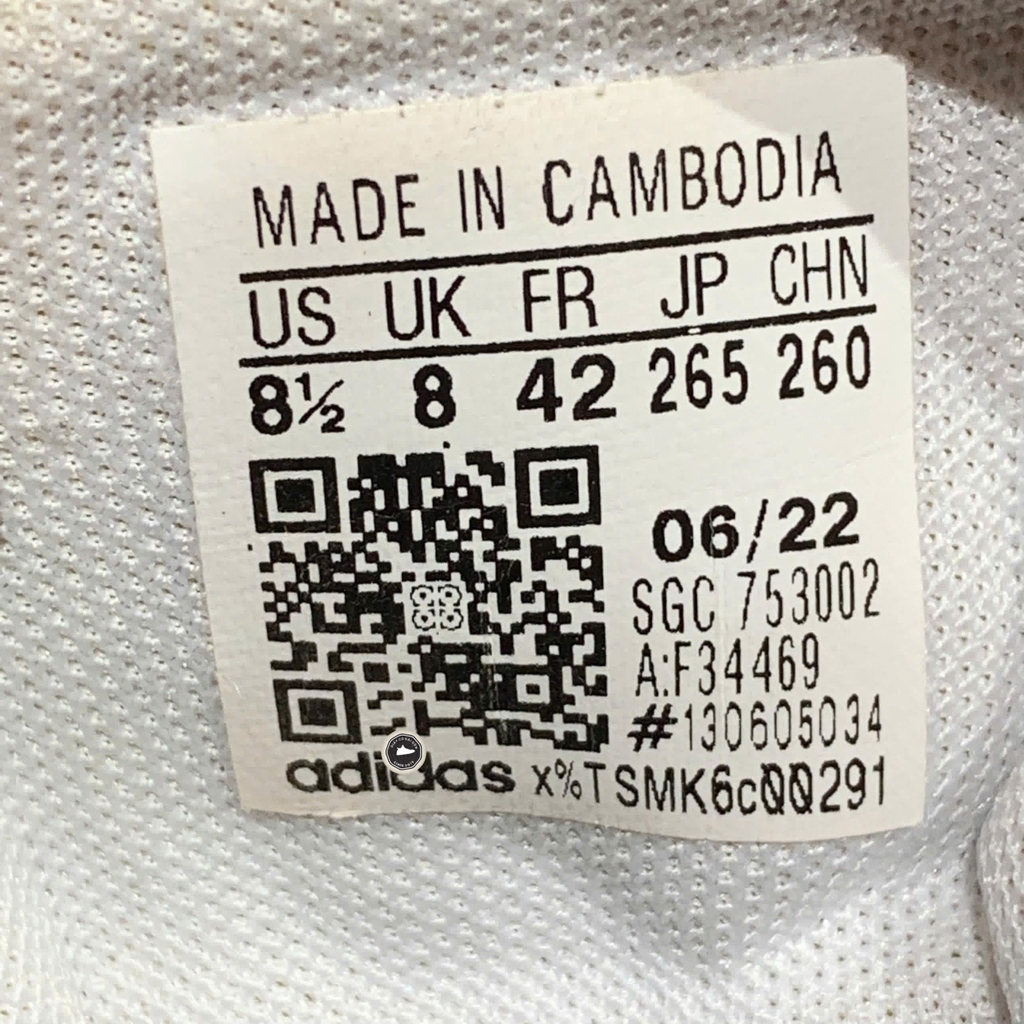 MADE IN CAMBODIA
US UK FR JP CHN
8½ 8 42 265 260
06/22
SGC 753002
A:F34469
#130605034
adidas x%TSMK6c00291